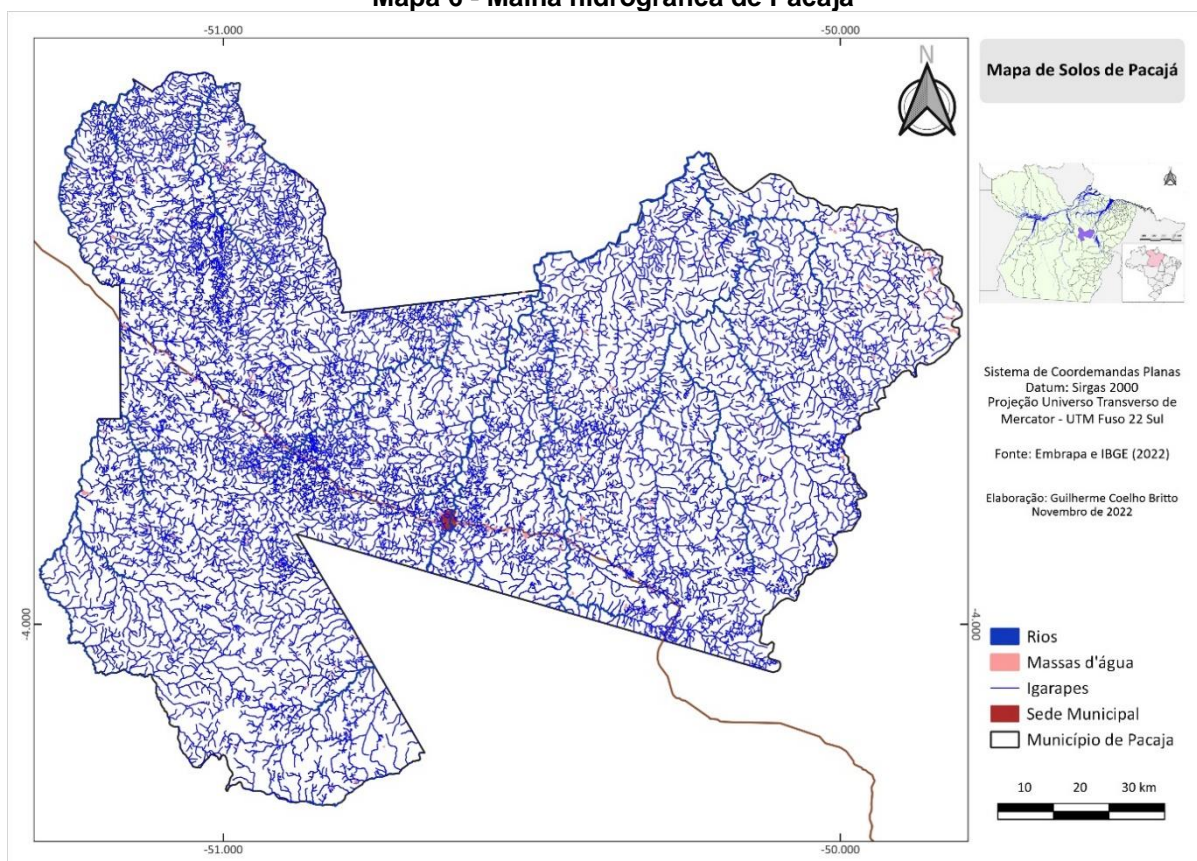 Mapa 6 - Malha hidrográfica de Pacajá
-51.000
-50.000
N
Mapa de Solos de Pacajá
Sistema de Coordemandas Planas
Datum: Sirgas 2000
Projeção Universo Transverso de
Mercator - UTM Fuso 22 Sul
Fonte: Embrapa e IBGE (2022)
Elaboração: Guilherme Coelho Britto
Novembro de 2022
-4.000
-4.000
Rios
Massas d'água
Igarapes
Sede Municipal
Município de Pacaja
10 20 30 km
-51.000
-50.000